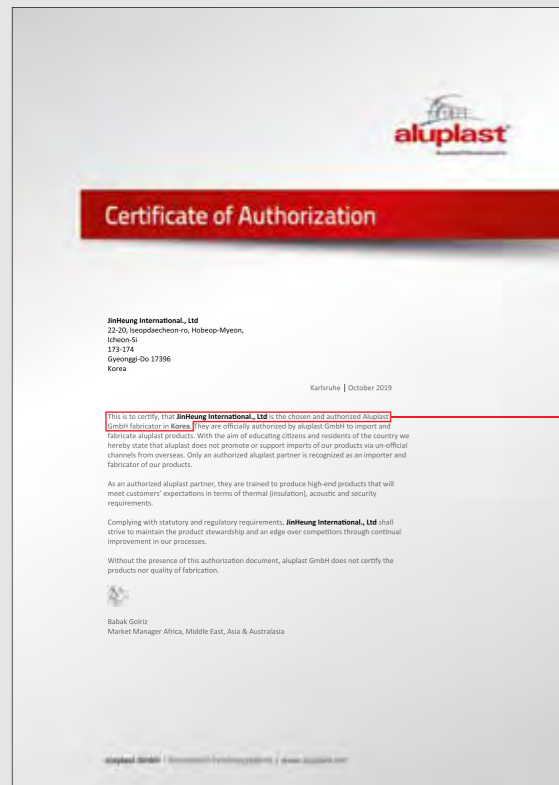 aluplast
Certificate of Authorization
JinHeung International., Ltd
22-20, Iseopdaecheon-ro, Hobeop-Myeon,
Icheon-Si
173-174
Gyeonggi-Do 17396
Korea
Karlsruhe | October 2019
This is to certify, that JinHeung International., Ltd is the chosen and authorized Aluplast
GmbH fabricator in Korea. They are officially authorized by aluplast GmbH to import and
fabricate aluplast products. With the aim of educating citizens and residents of the country we
hereby state that aluplast does not promote or support imports of our products via un-official
channels from overseas. Only an authorized aluplast partner is recognized as an importer and
fabricator of our products.
As an authorized aluplast partner, they are trained to produce high-end products that will
meet customers' expectations in terms of thermal (insulation), acoustic and security
requirements.
Complying with statutory and regulatory requirements, JinHeung International., Ltd shall
strive to maintain the product stewardship and an edge over competitors through continual
improvement in our processes.
Without the presence of this authorization document, aluplast GmbH does not certify the
products nor quality of fabrication.
Babak Golriz
Market Manager Africa, Middle East, Asia & Australasia
aluplast GmbH